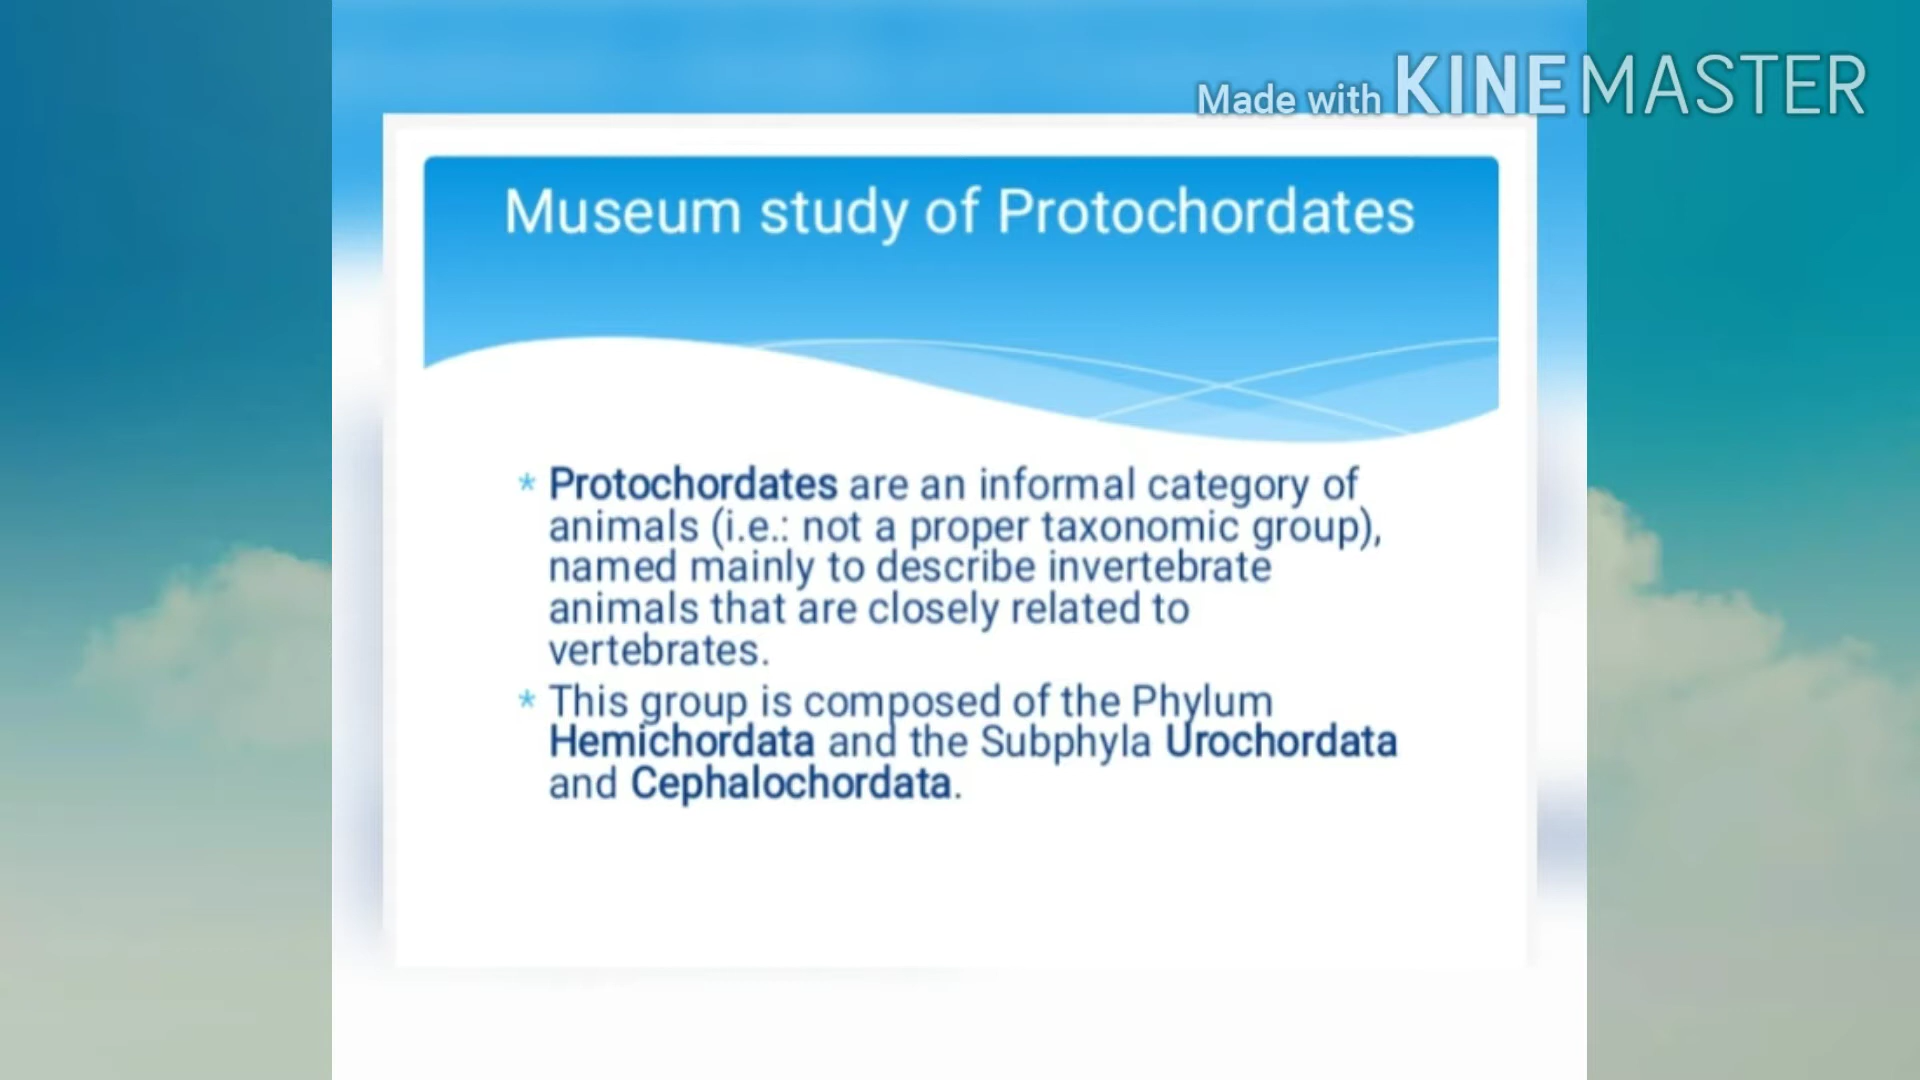 Made with KINEMASTER
Museum study of Protochordates
* Protochordates are an informal category of
animals (i.e.: not a proper taxonomic group),
named mainly to describe invertebrate
animals that are closely related to
vertebrates.
* This group is composed of the Phylum
Hemichordata and the Subphyla Urochordata
and Cephalochordata.